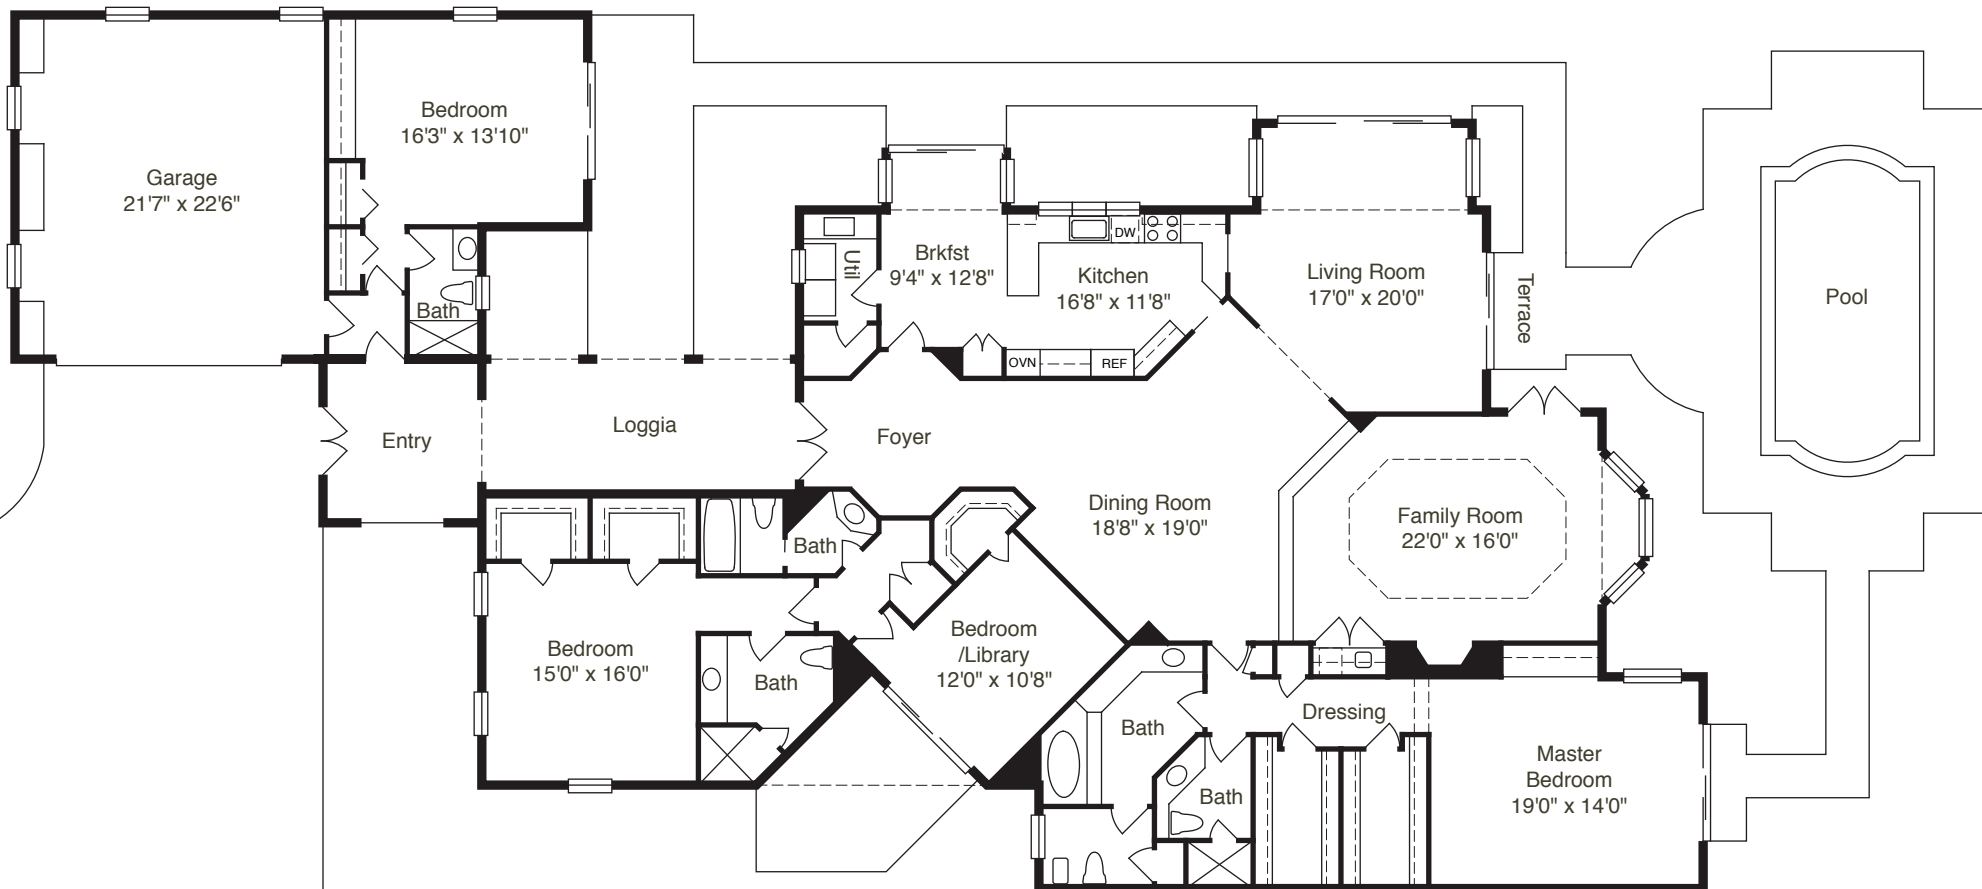 Bedroom
16'3" x 13'10"
Garage
21'7" x 22'6"
Bath
Util
Brkfst
9'4" x 12'8"
DW
Kitchen
16'8" x 11'8"
OVN
REF
Living Room
17'0" x 20'0"
Terrace
Pool
Entry
Loggia
Foyer
Dining Room
18'8" x 19'0"
Family Room
22'0" x 16'0"
Bath
Bedroom
15'0" x 16'0"
Bath
Bedroom
/Library
12'0" x 10'8"
Bath
Dressing
Bath
Master
Bedroom
19'0" x 14'0"